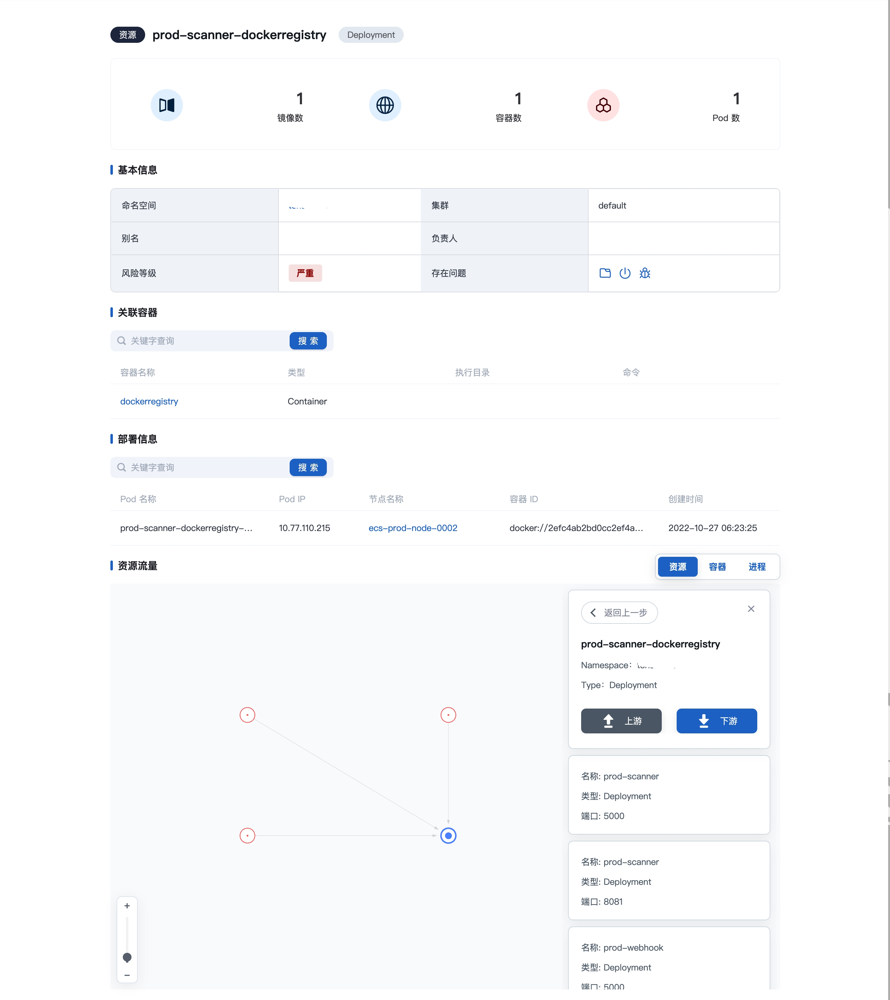 资源 prod-scanner-dockerregistry Deployment
1 1 1
镜像数 容器数 Pod 数
基本信息
命名空间 集群 default
别名 负责人
风险等级 严重 存在问题
关联容器
关键字查询 搜 索
容器名称 类型 执行目录 命令
dockerregistry Container
部署信息
关键字查询 搜 索
Pod 名称 Pod IP 节点名称 容器 ID 创建时间
prod-scanner-dockerregistry-... 10.77.110.215 ecs-prod-node-0002 docker://2efc4ab2bd0cc2ef4a... 2022-10-27 06:23:25
资源流量 资源 容器 进程
返回上一步
prod-scanner-dockerregistry
Namespace:
Type: Deployment
上游 下游
名称: prod-scanner
类型: Deployment
端口: 5000
名称: prod-scanner
类型: Deployment
端口: 8081
名称: prod-webhook
类型: Deployment
端口: 5000